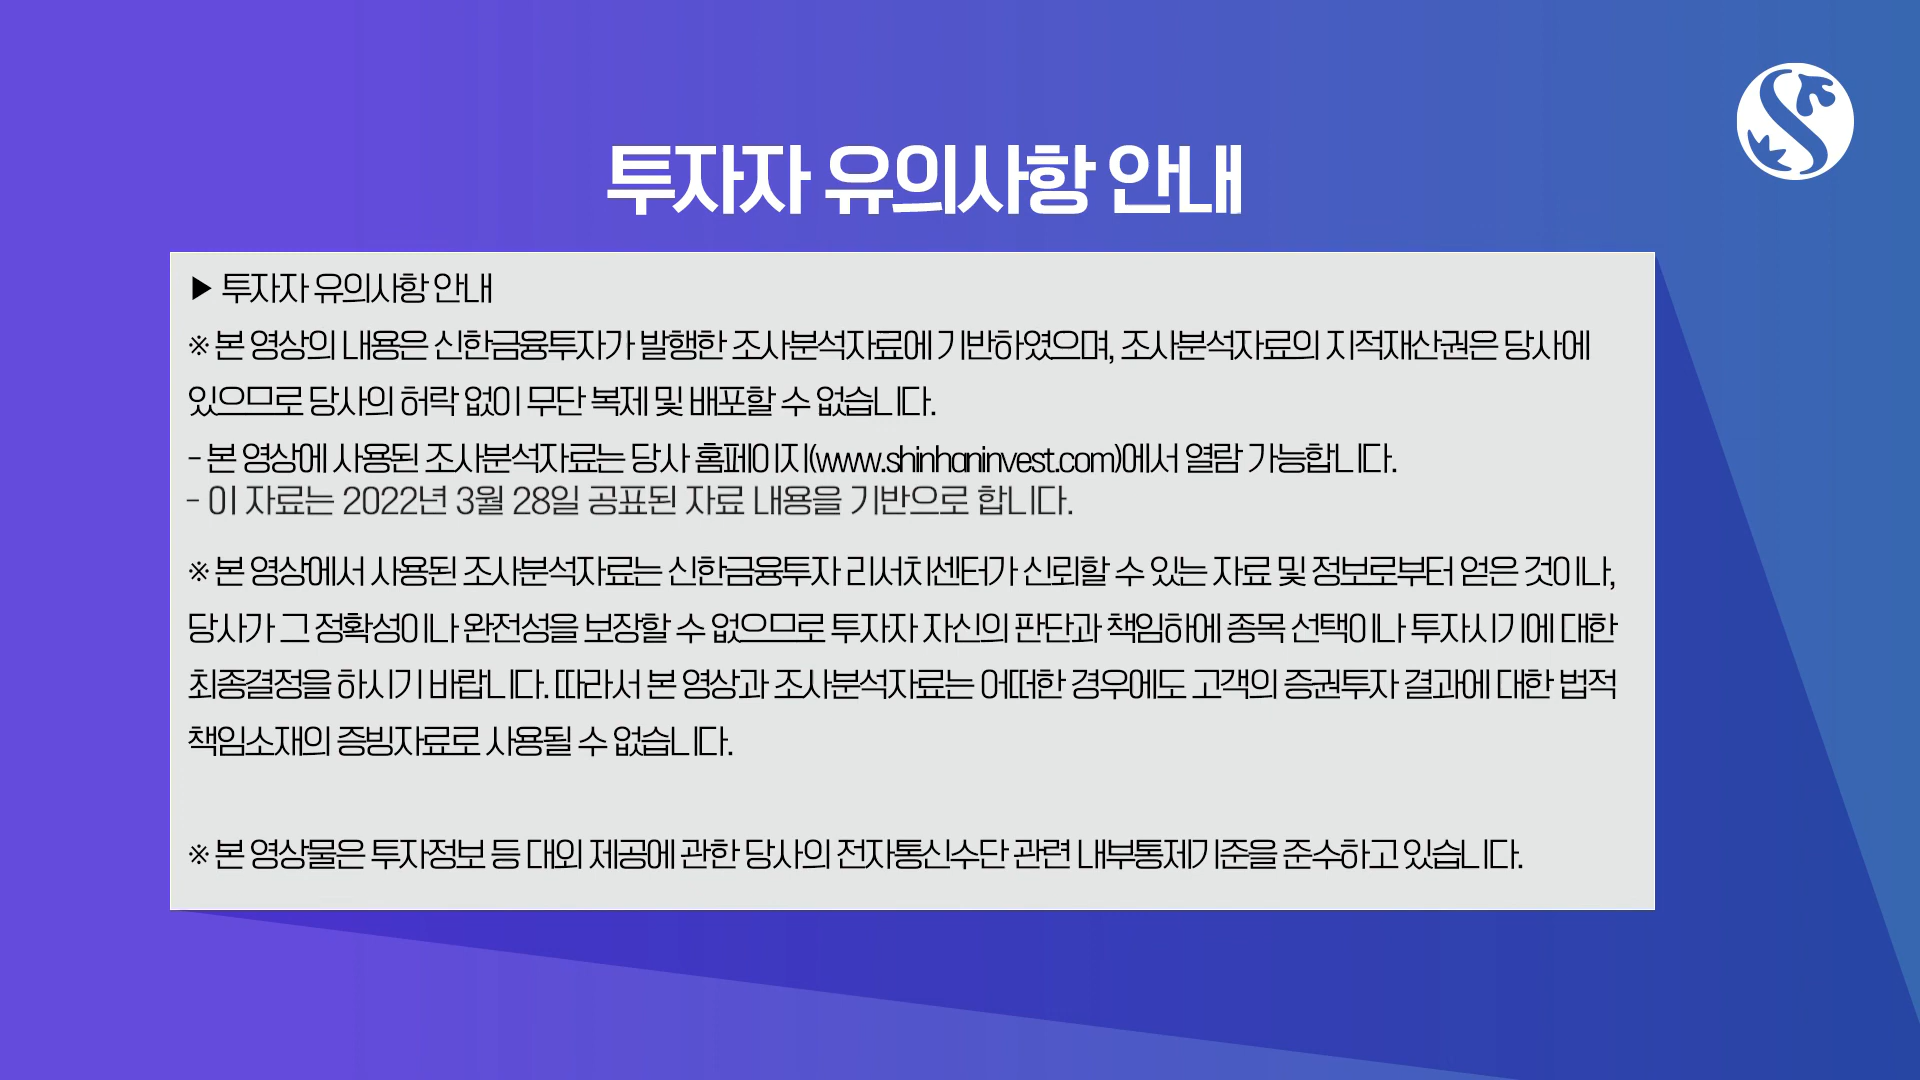 투자자 유의사항 안내
▶ 투자자 유의사항 안내
※ 본 영상의 내용은 신한금융투자가 발행한 조사분석자료에 기반하였으며, 조사분석자료의 지적재산권은 당사에
있으므로 당사의 허락 없이 무단 복제 및 배포할 수 없습니다.
- 본 영상에 사용된 조사분석자료는 당사 홈페이지(www.shinhaninvest.com)에서 열람 가능합니다.
- 이 자료는 2022년 3월 28일 공표된 자료 내용을 기반으로 합니다.
※ 본 영상에서 사용된 조사분석자료는 신한금융투자 리서치센터가 신뢰할 수 있는 자료 및 정보로부터 얻은 것이나,
당사가 그 정확성이나 완전성을 보장할 수 없으므로 투자자 자신의 판단과 책임하에 종목 선택이나 투자시기에 대한
최종결정을 하시기 바랍니다. 따라서 본 영상과 조사분석자료는 어떠한 경우에도 고객의 증권투자 결과에 대한 법적
책임소재의 증빙자료로 사용될 수 없습니다.
※ 본 영상물은 투자정보 등 대외 제공에 관한 당사의 전자통신수단 관련 내부통제기준을 준수하고 있습니다.